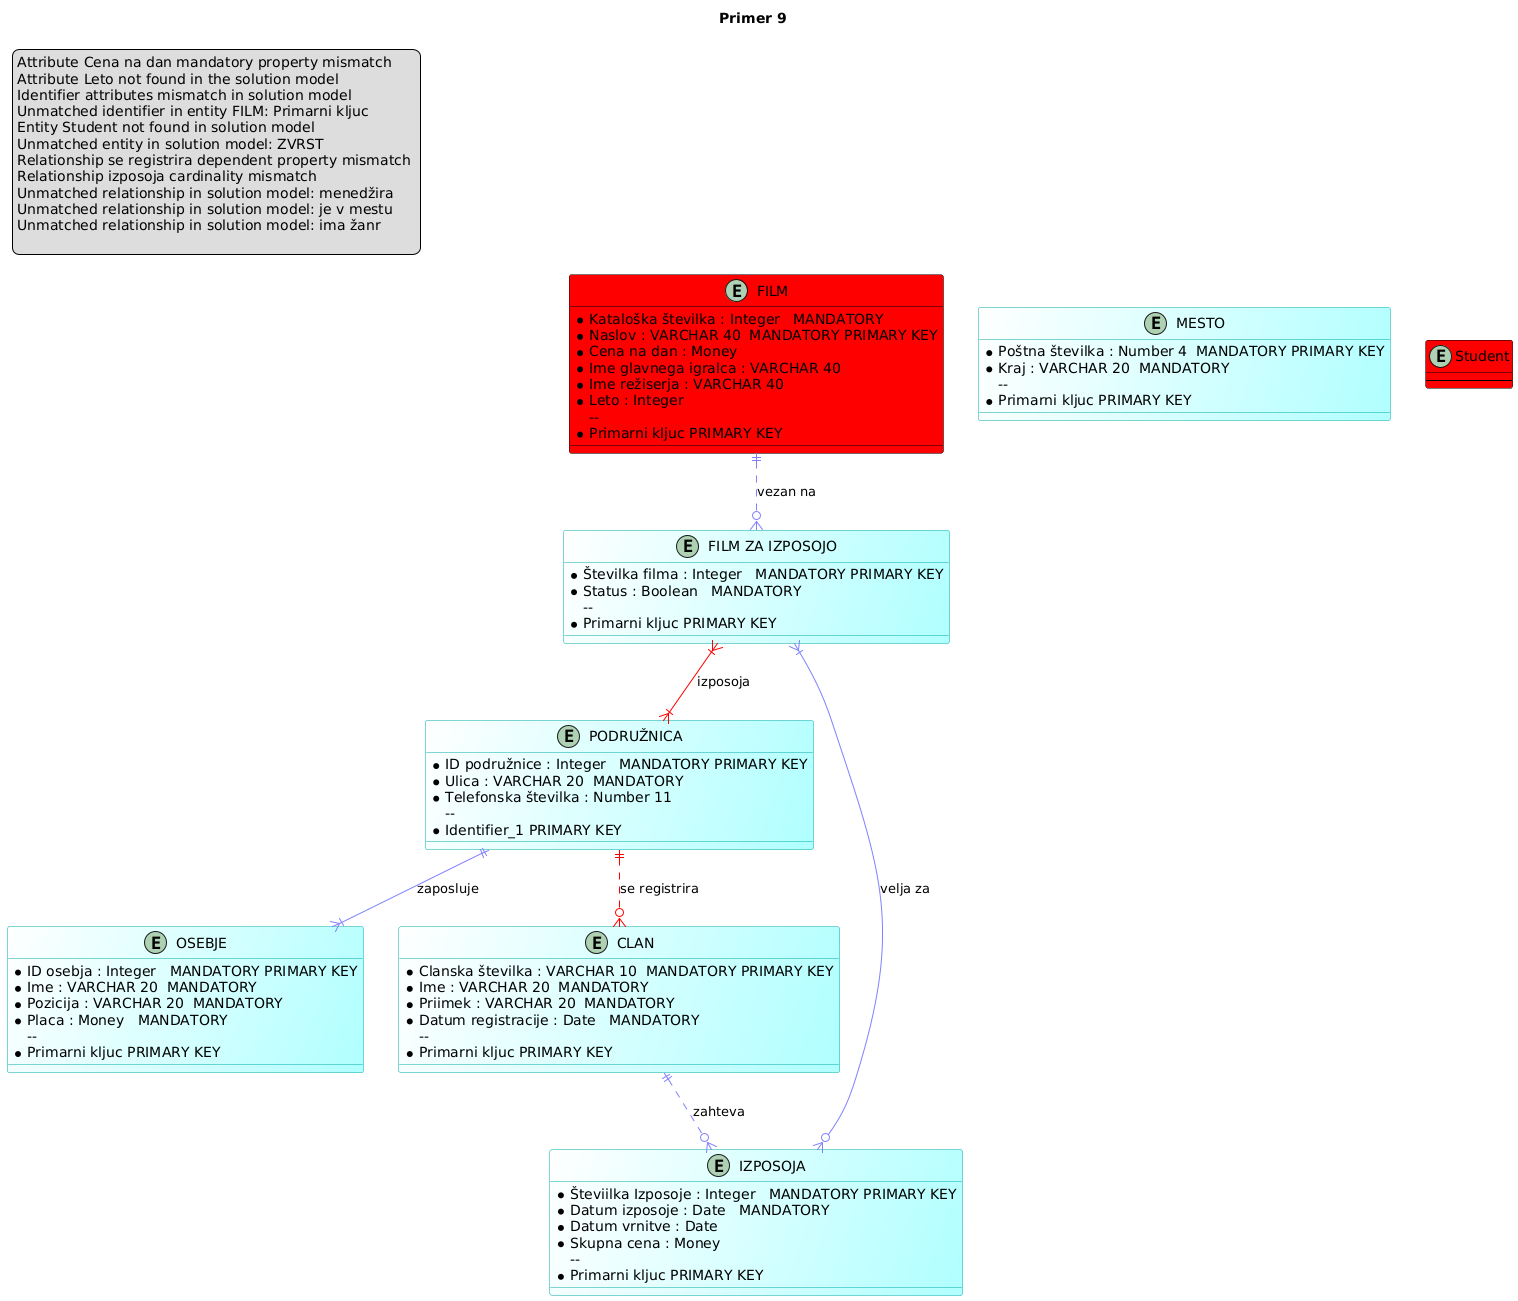 Primer 9
Attribute Cena na dan mandatory property mismatch
Attribute Leto not found in the solution model
Identifier attributes mismatch in solution model
Unmatched identifier in entity FILM: Primarni kljuc
Entity Student not found in solution model
Unmatched entity in solution model: ZVRST
Relationship se registrira dependent property mismatch
Relationship izposoja cardinality mismatch
Unmatched relationship in solution model: menedžira
Unmatched relationship in solution model: je v mestu
Unmatched relationship in solution model: ima žanr
E FILM
Kataloška številka : Integer   MANDATORY
Naslov : VARCHAR 40  MANDATORY PRIMARY KEY
Cena na dan : Money
Ime glavnega igralca : VARCHAR 40
Ime režiserja : VARCHAR 40
Leto : Integer
--
Primarni kljuc PRIMARY KEY
E MESTO
Poštna številka : Number 4  MANDATORY PRIMARY KEY
Kraj : VARCHAR 20  MANDATORY
--
Primarni kljuc PRIMARY KEY
E Student
vezan na
E FILM ZA IZPOSOJO
Številka filma : Integer   MANDATORY PRIMARY KEY
Status : Boolean   MANDATORY
--
Primarni kljuc PRIMARY KEY
izposoja
E PODRUŽNICA
ID podružnice : Integer   MANDATORY PRIMARY KEY
Ulica : VARCHAR 20  MANDATORY
Telefonska številka : Number 11
--
Identifier_1 PRIMARY KEY
zaposluje
se registrira
velja za
E OSEBJE
ID osebja : Integer   MANDATORY PRIMARY KEY
Ime : VARCHAR 20  MANDATORY
Pozicija : VARCHAR 20  MANDATORY
Placa : Money   MANDATORY
--
Primarni kljuc PRIMARY KEY
E CLAN
Clanska številka : VARCHAR 10  MANDATORY PRIMARY KEY
Ime : VARCHAR 20  MANDATORY
Priimek : VARCHAR 20  MANDATORY
Datum registracije : Date   MANDATORY
--
Primarni kljuc PRIMARY KEY
zahteva
E IZPOSOJA
Števiilka Izposoje : Integer   MANDATORY PRIMARY KEY
Datum izposoje : Date   MANDATORY
Datum vrnitve : Date
Skupna cena : Money
--
Primarni kljuc PRIMARY KEY